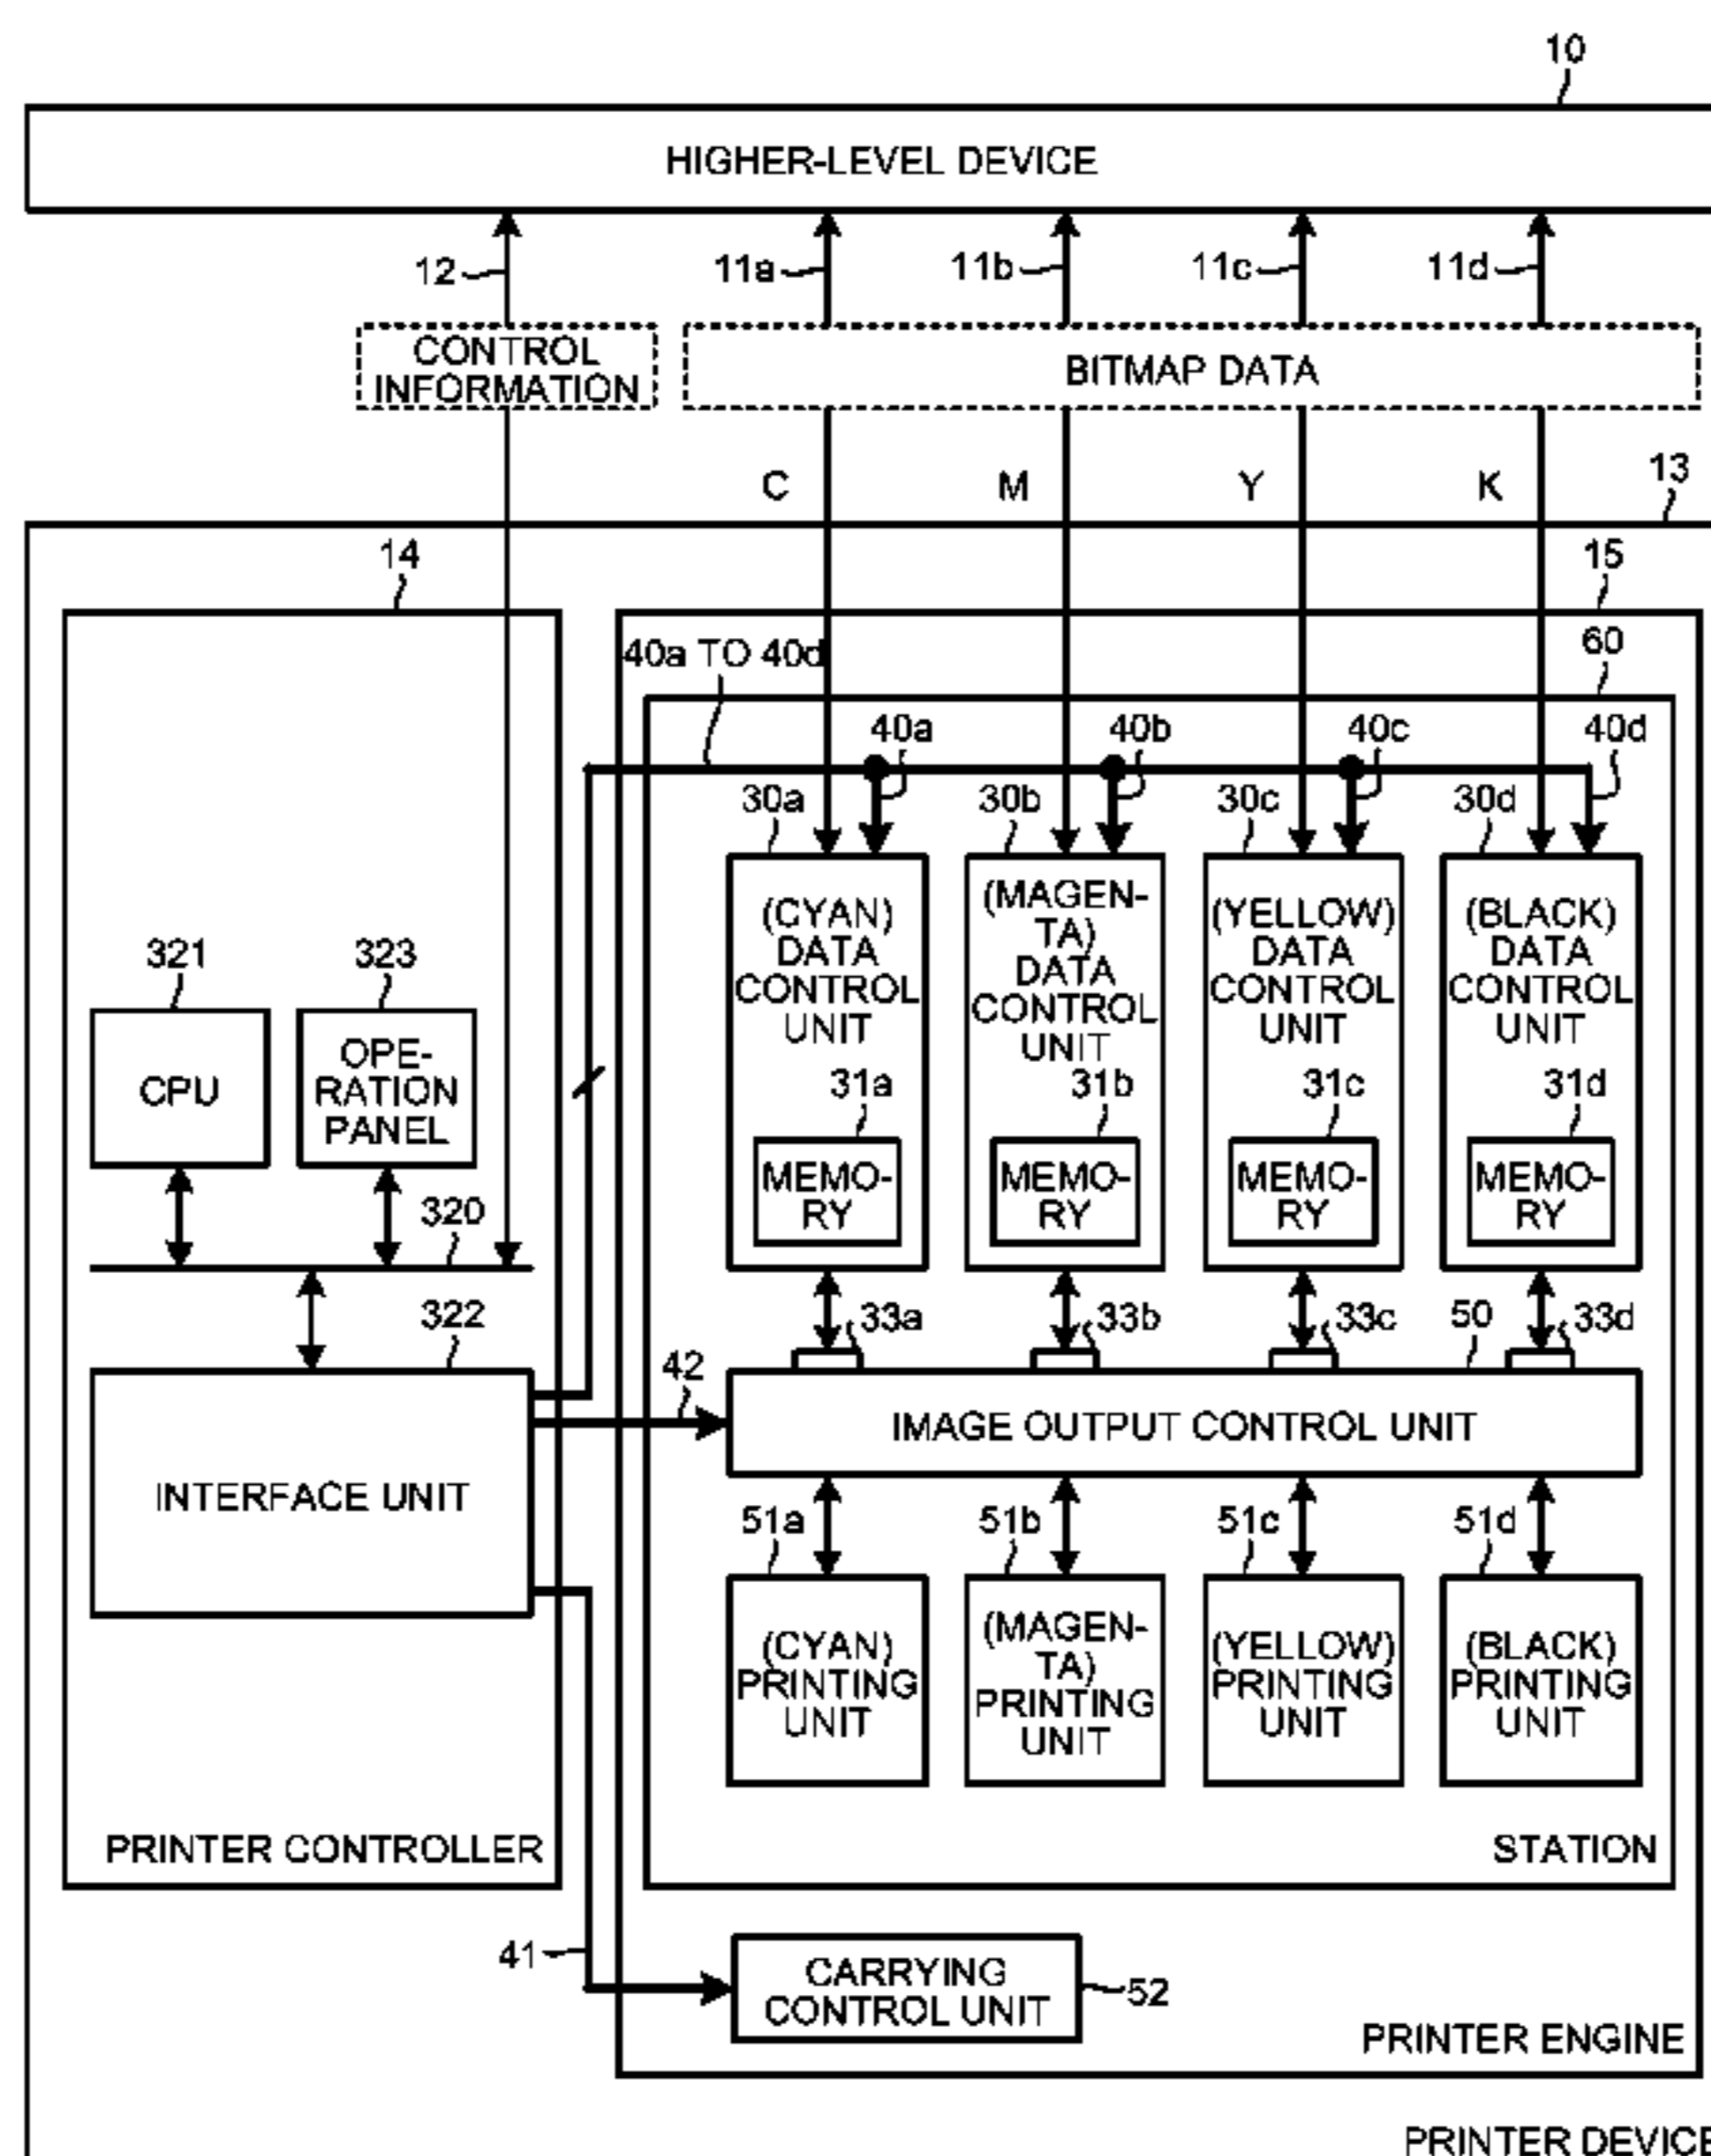 10
HIGHER-LEVEL DEVICE
12
11a
11b
11c
11d
CONTROL
INFORMATION
BITMAP DATA
C
M
Y
K
13
14
15
40a TO 40d
60
40a
40b
40c
40d
30a
30b
30c
30d
(CYAN)
DATA
CONTROL
UNIT
(MAGEN-
TA)
DATA
CONTROL
UNIT
(YELLOW)
DATA
CONTROL
UNIT
(BLACK)
DATA
CONTROL
UNIT
321
323
CPU
OPE-
RATION
PANEL
31a
31b
31c
31d
MEMO-
RY
MEMO-
RY
MEMO-
RY
MEMO-
RY
320
322
33a
33b
33c
50
33d
42
IMAGE OUTPUT CONTROL UNIT
INTERFACE UNIT
51a
51b
51c
51d
(CYAN)
PRINTING
UNIT
(MAGEN-
TA)
PRINTING
UNIT
(YELLOW)
PRINTING
UNIT
(BLACK)
PRINTING
UNIT
PRINTER CONTROLLER
STATION
41
CARRYING
CONTROL UNIT
52
PRINTER ENGINE
PRINTER DEVICE